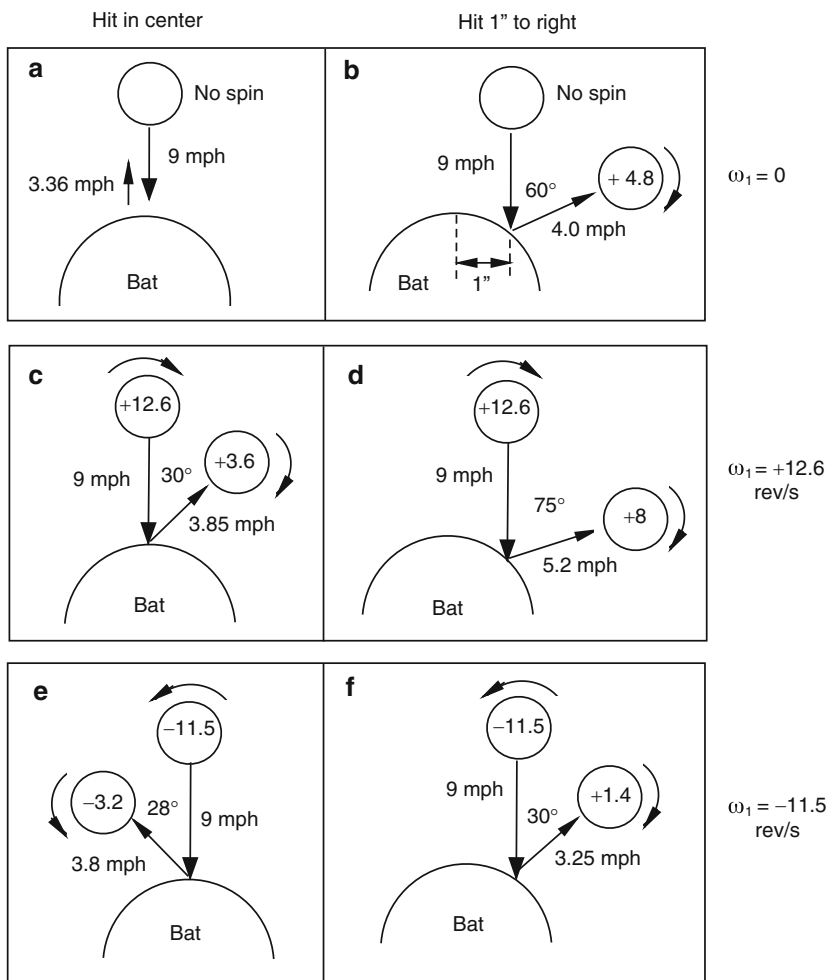 Hit in center
Hit 1” to right
a
No spin
9 mph
3.36 mph
Bat
b
No spin
9 mph
60°
+ 4.8
4.0 mph
Bat
1”
ω₁ = 0
c
+12.6
9 mph
30°
+3.6
3.85 mph
Bat
d
+12.6
9 mph
75°
+8
5.2 mph
Bat
ω₁ = +12.6
rev/s
e
−11.5
−3.2
28°
9 mph
3.8 mph
Bat
f
−11.5
9 mph
30°
+1.4
3.25 mph
Bat
ω₁ = −11.5
rev/s